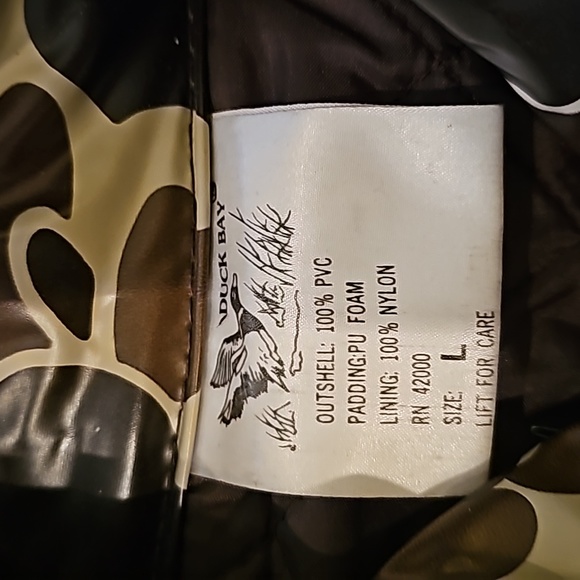 DUCK BAY
OUTSHELL: 100% PVC
PADDING:PU FOAM
LINING: 100% NYLON
RN 42000
SIZE: L
LIFT FOR CARE